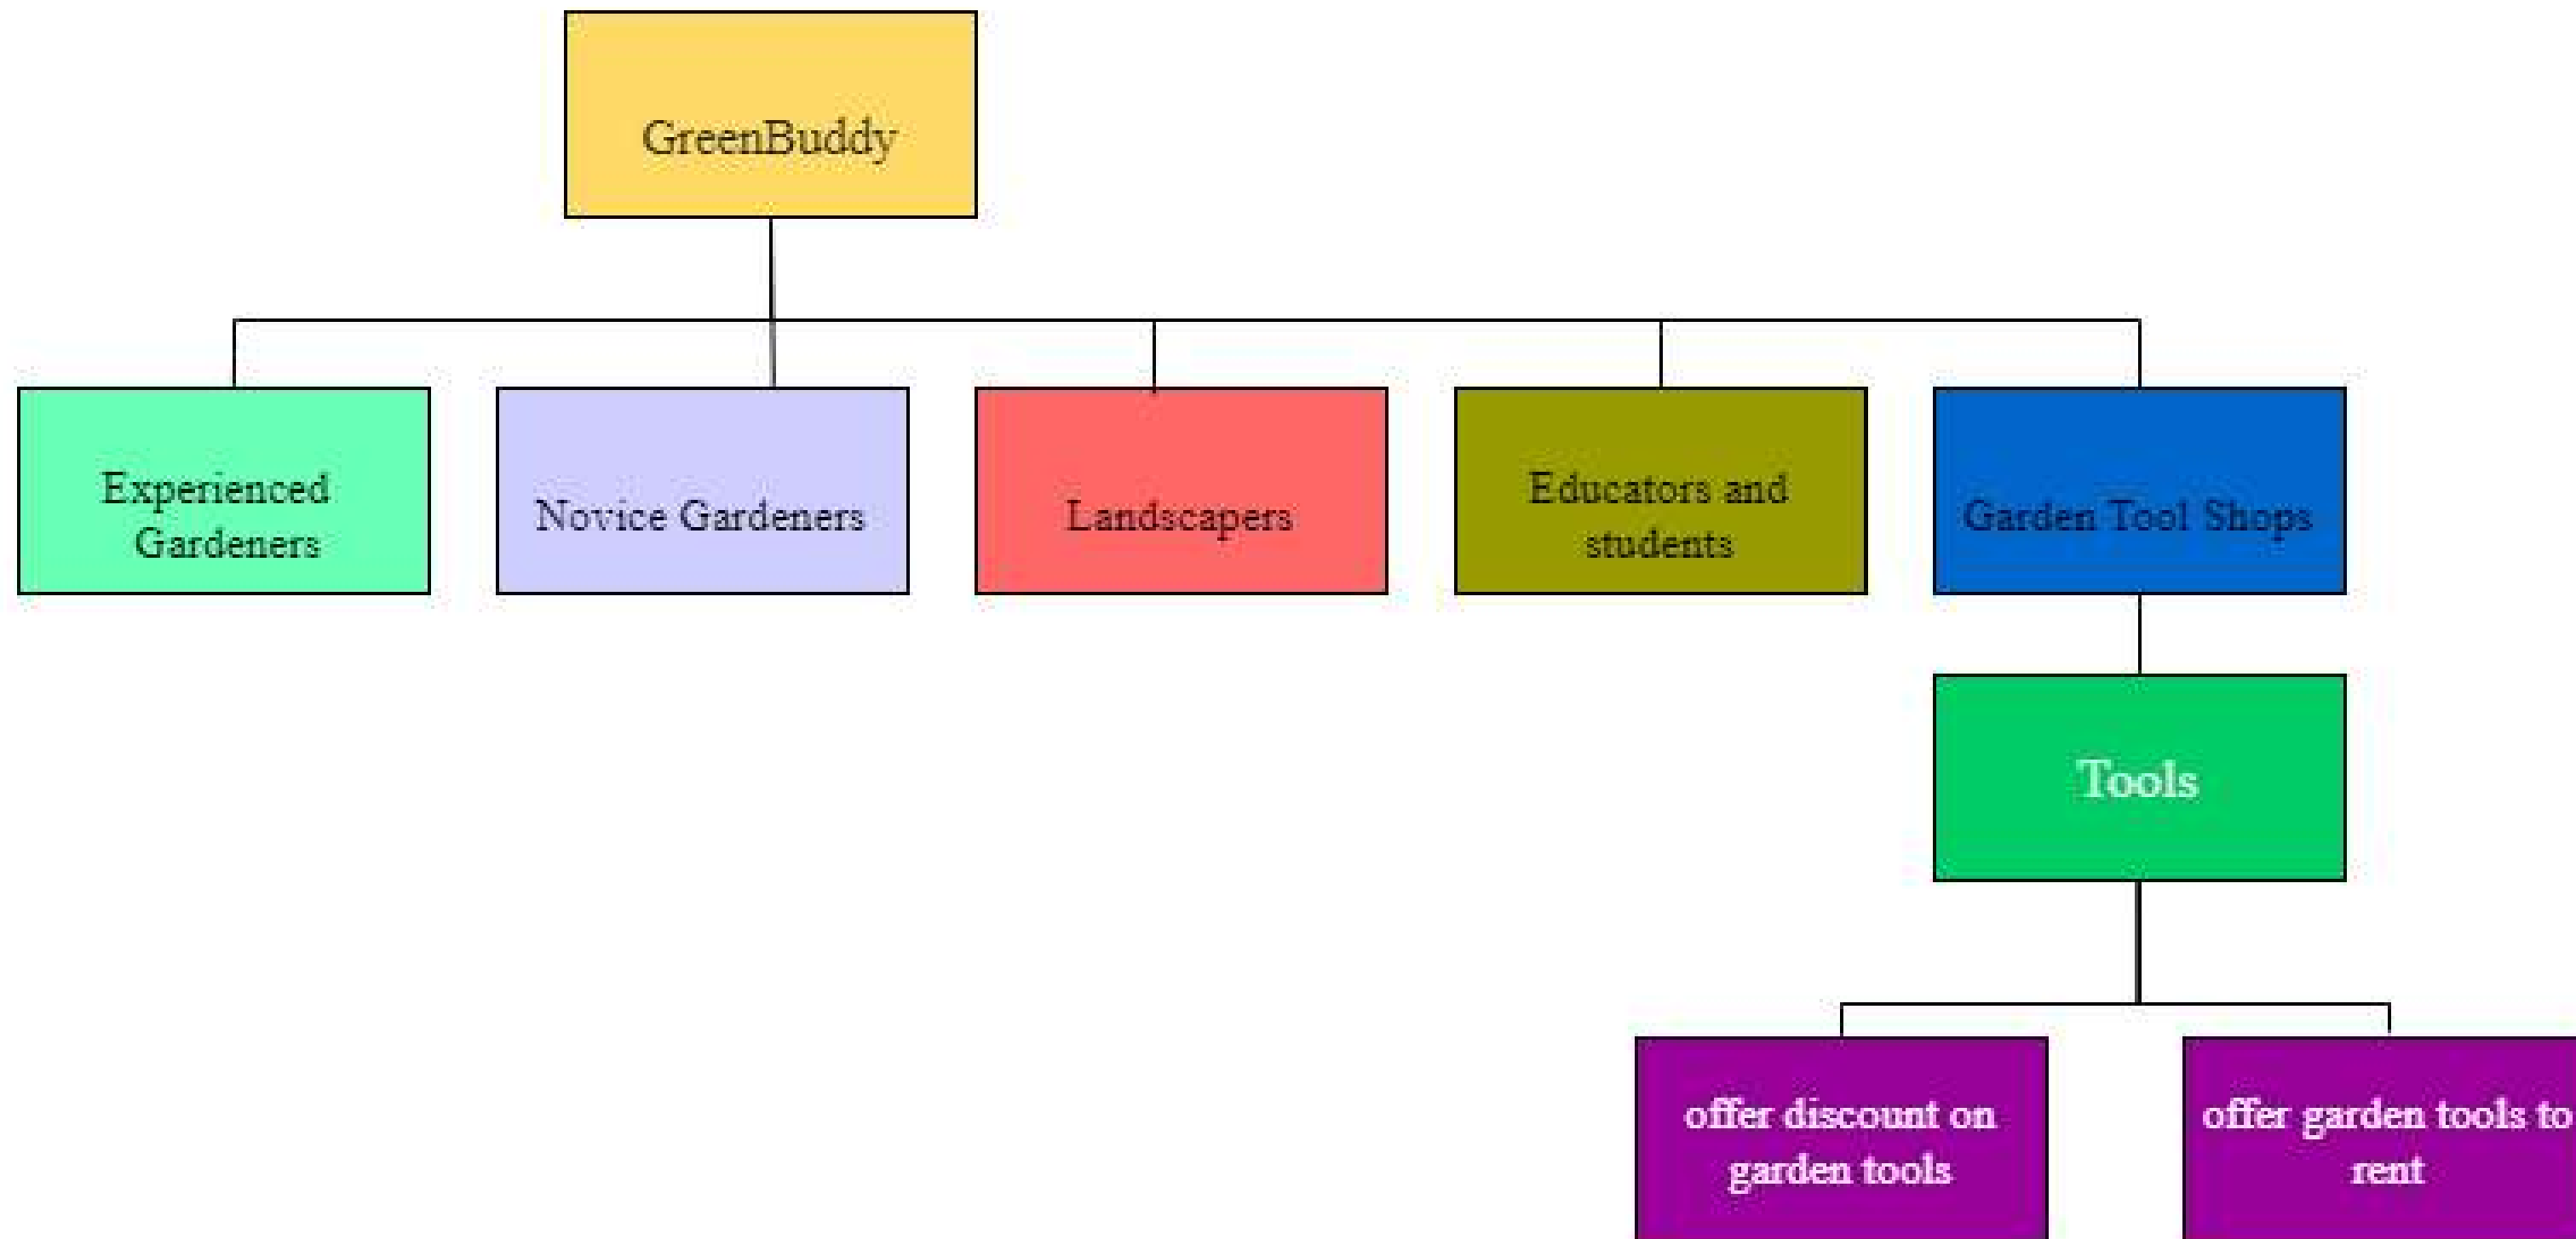 GreenBuddy
Experienced
Gardeners
Novice Gardeners
Landscapers
Educators and
students
Garden Tool Shops
Tools
offer discount on
garden tools
offer garden tools to
rent